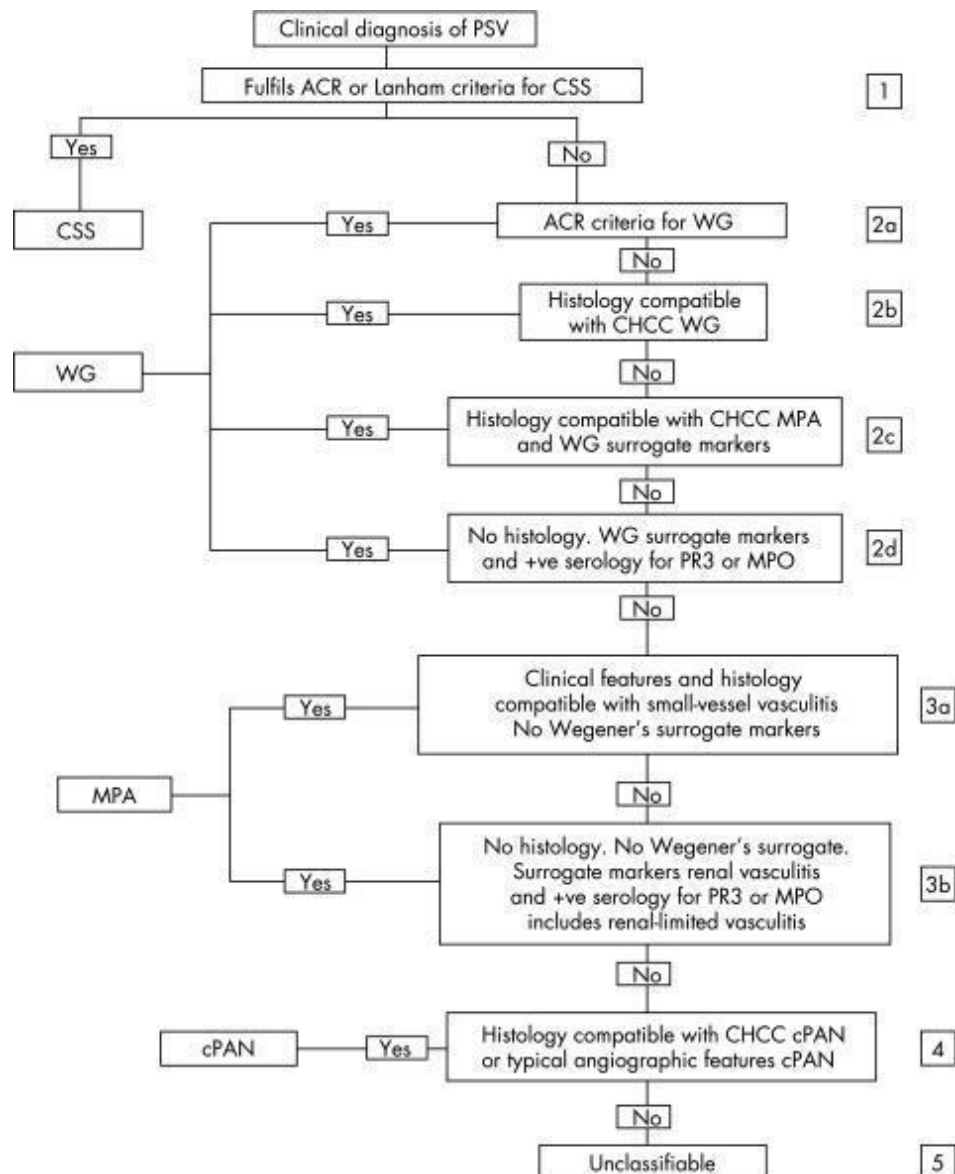 Clinical diagnosis of PSV
Fulfils ACR or Lanham criteria for CSS
1
Yes
No
CSS
Yes
ACR criteria for WG
2a
No
Yes
Histology compatible
with CHCC WG
2b
WG
No
Yes
Histology compatible with CHCC MPA
and WG surrogate markers
2c
No
Yes
No histology. WG surrogate markers
and +ve serology for PR3 or MPO
2d
No
Yes
Clinical features and histology
compatible with small-vessel vasculitis
No Wegener's surrogate markers
3a
MPA
No
Yes
No histology. No Wegener's surrogate.
Surrogate markers renal vasculitis
and +ve serology for PR3 or MPO
includes renal-limited vasculitis
3b
No
cPAN
Yes
Histology compatible with CHCC cPAN
or typical angiographic features cPAN
4
No
Unclassifiable
5